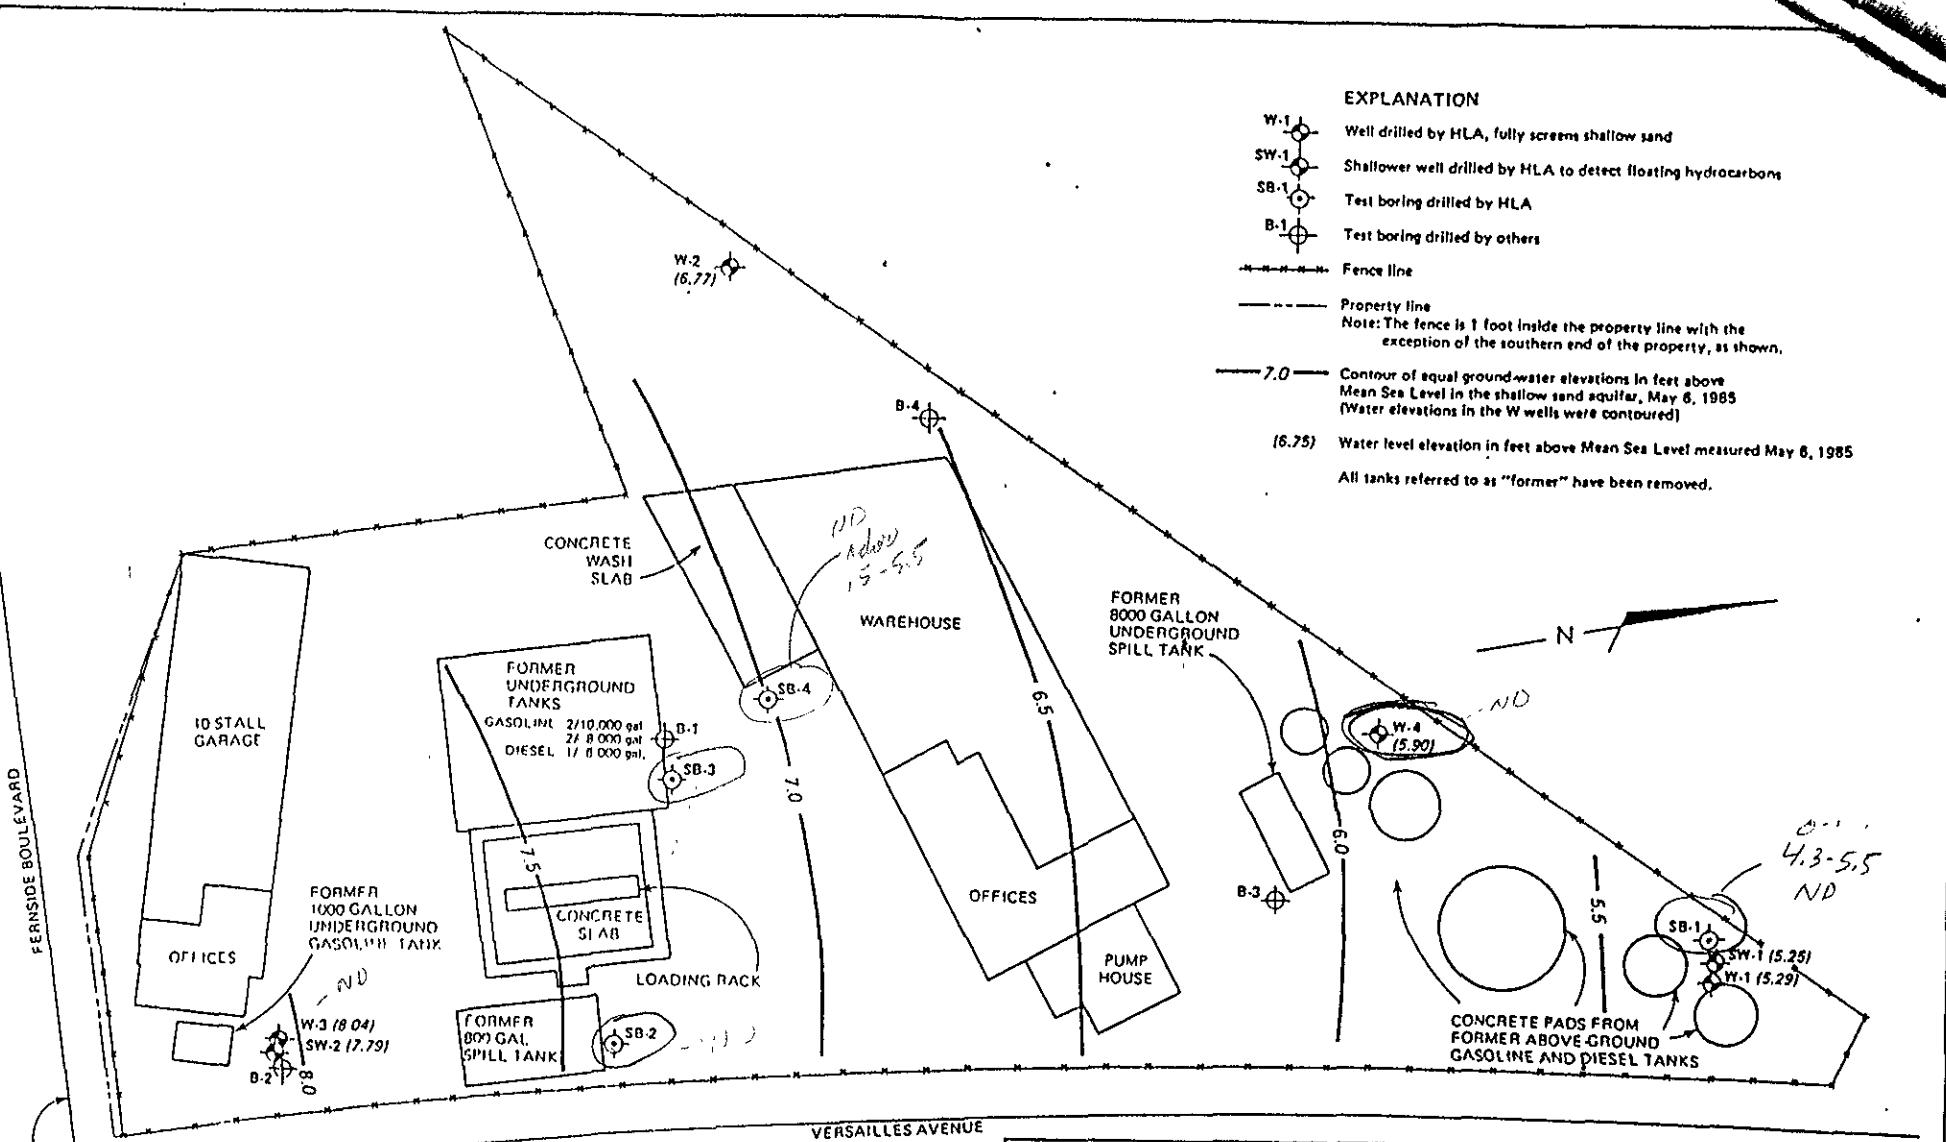 EXPLANATION
W-1
Well drilled by HLA, fully screens shallow sand
SW-1
Shallower well drilled by HLA to detect floating hydrocarbons
SB-1
Test boring drilled by HLA
B-1
Test boring drilled by others
Fence line
Property line
Note: The fence is 1 foot inside the property line with the
exception of the southern end of the property, as shown.
7.0
Contour of equal ground-water elevations in feet above
Mean Sea Level in the shallow sand aquifer, May 6, 1985
(Water elevations in the W wells were contoured)
(6.75)
Water level elevation in feet above Mean Sea Level measured May 6, 1985
All tanks referred to as "former" have been removed.
W-2
(6.77)
B-4
CONCRETE
WASH
SLAB
ND
5-5.5
WAREHOUSE
FORMER
8000 GALLON
UNDERGROUND
SPILL TANK
N
FORMER
UNDERGROUND
TANKS
GASOLINE 2/10,000 gal
2/ 8,000 gal
DIESEL 1/ 8,000 gal.
B-1
SB-3
SB-4
10 STALL
GARAGE
7.0
6.5
W-4
(5.90)
ND
6.0
7.5
5.5
4.3-5.5
ND
FERNSIDE BOULEVARD
OFFICES
FORMER
1000 GALLON
UNDERGROUND
GASOLINE TANK
ND
CONCRETE
SLAB
LOADING RACK
OFFICES
PUMP
HOUSE
B-3
SB-1
SW-1 (5.25)
W-1 (5.29)
W-3 (8.04)
SW-2 (7.79)
B-2
8.0
FORMER
800 GAL
SPILL TANK
SB-2
CONCRETE PADS FROM
FORMER ABOVE-GROUND
GASOLINE AND DIESEL TANKS
VERSAILLES AVENUE